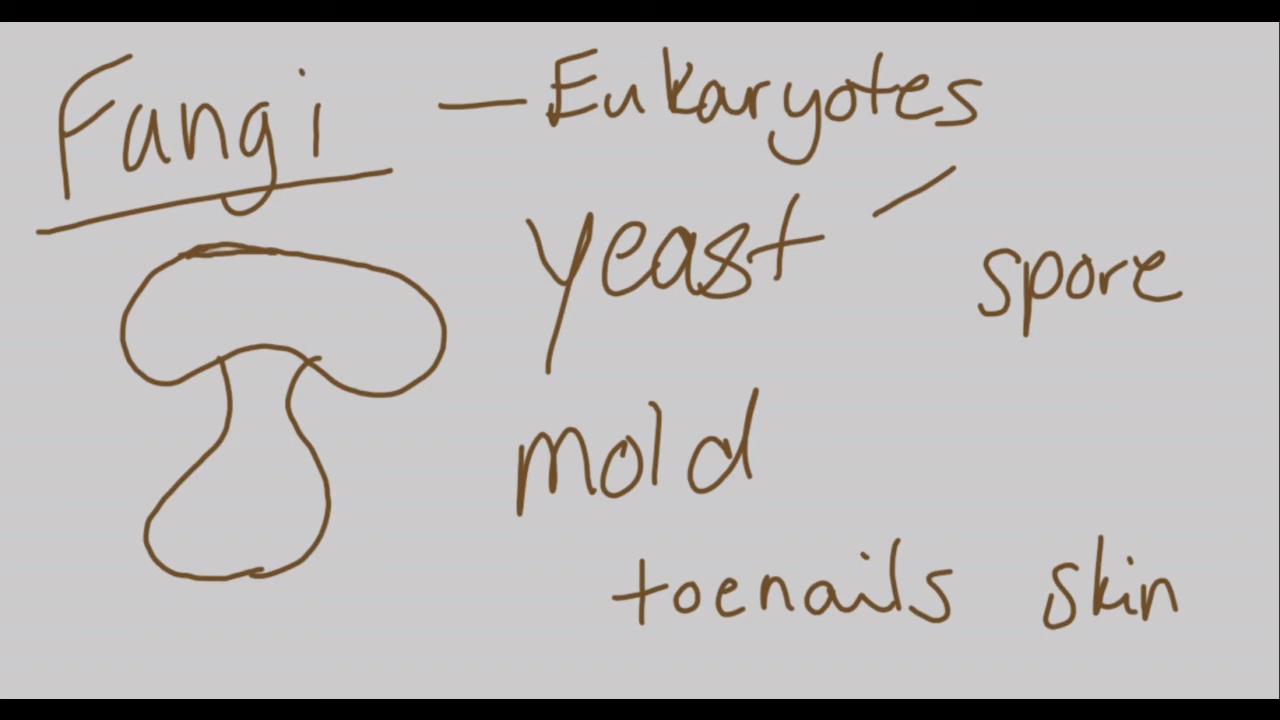 Fungi — Eukaryotes
yeast
spore
mold
toenails skin